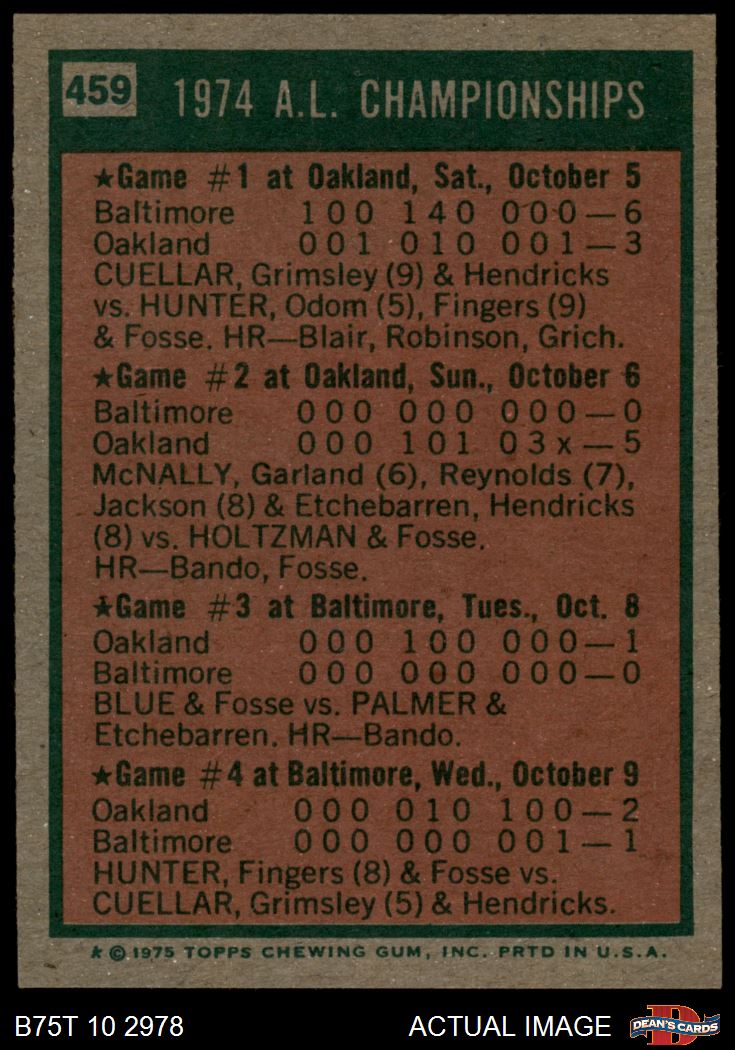 459 1974 A.L. CHAMPIONSHIPS
★Game #1 at Oakland, Sat., October 5
Baltimore 100 140 000—6
Oakland 001 010 001—3
CUELLAR, Grimsley (9) & Hendricks
vs. HUNTER, Odom (5), Fingers (9)
& Fosse. HR—Blair, Robinson, Grich.
★Game #2 at Oakland, Sun., October 6
Baltimore 000 000 000—0
Oakland 000 101 03x—5
McNALLY, Garland (6), Reynolds (7),
Jackson (8) & Etchebarren, Hendricks
(8) vs. HOLTZMAN & Fosse.
HR—Bando, Fosse.
★Game #3 at Baltimore, Tues., Oct. 8
Oakland 000 100 000—1
Baltimore 000 000 000—0
BLUE & Fosse vs. PALMER &
Etchebarren. HR—Bando.
★Game #4 at Baltimore, Wed., October 9
Oakland 000 010 100—2
Baltimore 000 000 001—1
HUNTER, Fingers (8) & Fosse vs.
CUELLAR, Grimsley (5) & Hendricks.
★ © 1975 TOPPS CHEWING GUM, INC. PRTD IN U.S.A.
B75T 10 2978 ACTUAL IMAGE D DEAN'S CARDS